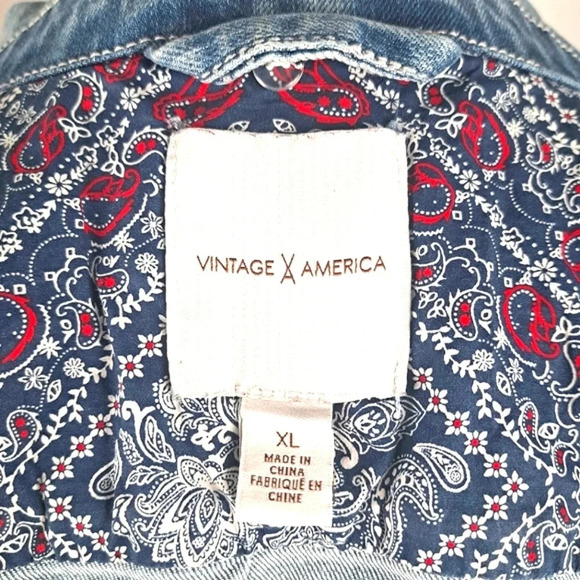 VINTAGE AMERICA
XL
MADE IN
CHINA
FABRIQUÉ EN
CHINE